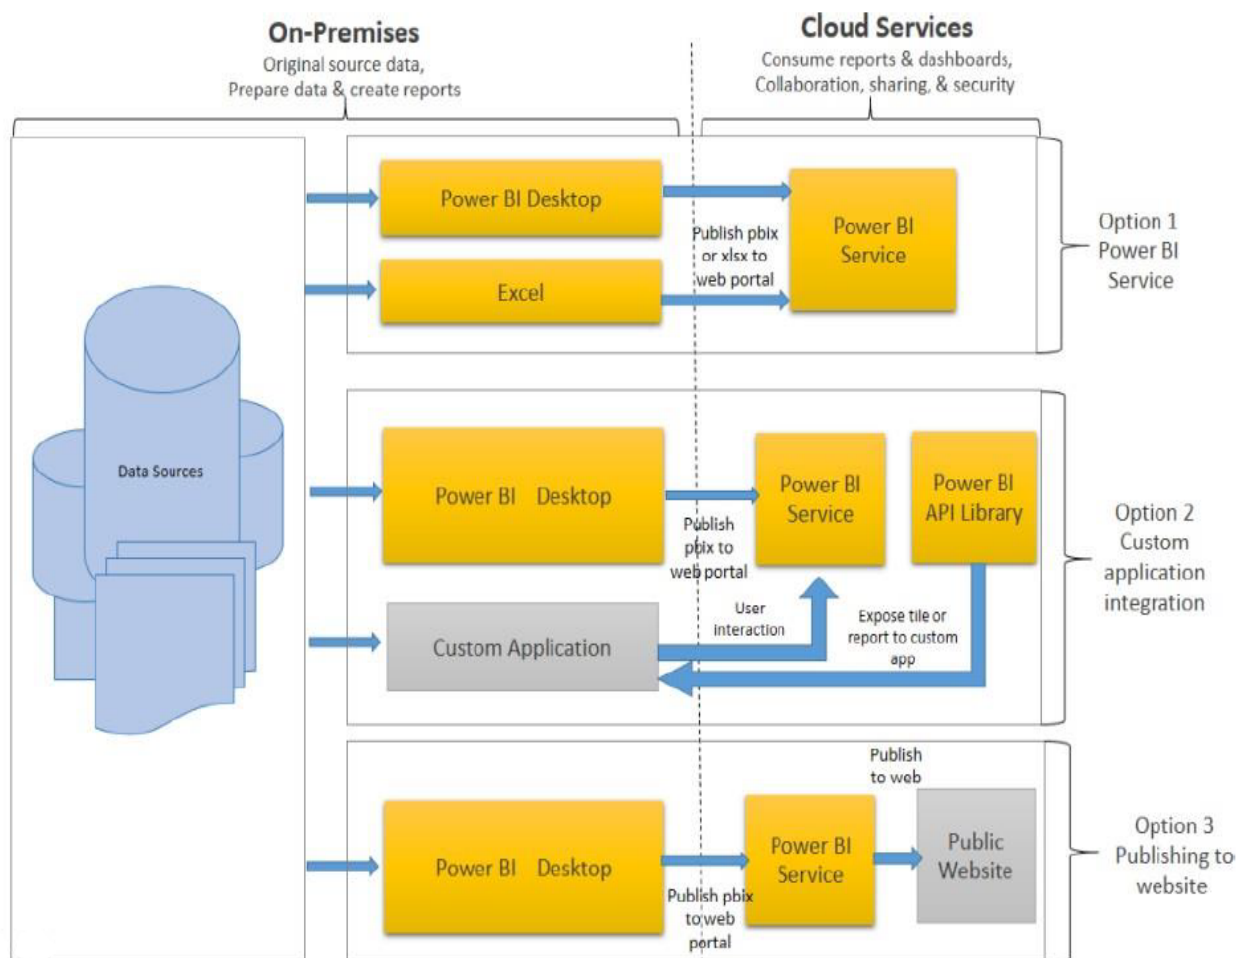 On-Premises
Original source data,
Prepare data & create reports
Cloud Services
Consume reports & dashboards,
Collaboration, sharing, & security
Data Sources
Power BI Desktop
Excel
Publish pbix
or xlsx to
web portal
Power BI
Service
Option 1
Power BI
Service
Power BI Desktop
Custom Application
Publish
pbix to
web portal
Power BI
Service
Power BI
API Library
User
interaction
Expose tile or
report to custom
app
Option 2
Custom
application
integration
Power BI Desktop
Publish pbix
to web
portal
Power BI
Service
Publish
to web
Public
Website
Option 3
Publishing to
website